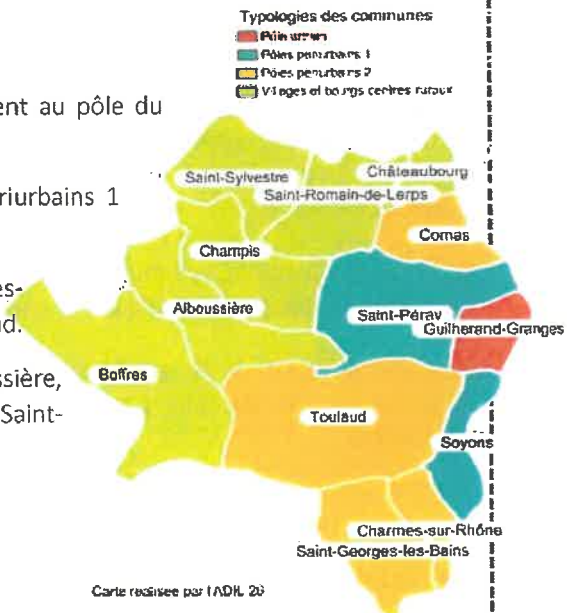 Typologies des communes
Pôle urbain
Pôles périurbains 1
Pôles périurbains 2
Villages et bourgs centres ruraux
ent au pôle du
riurbains 1
es-
ud.
ssière,
Saint-
Saint-Sylvestre
Châteaubourg
Saint-Romain-de-Lerps
Cornas
Champis
Alboussière
Saint-Péray
Guilherand-Granges
Boffres
Toulaud
Soyons
Charmes-sur-Rhône
Saint-Georges-les-Bains
Carte réalisée par l'ADIL 26